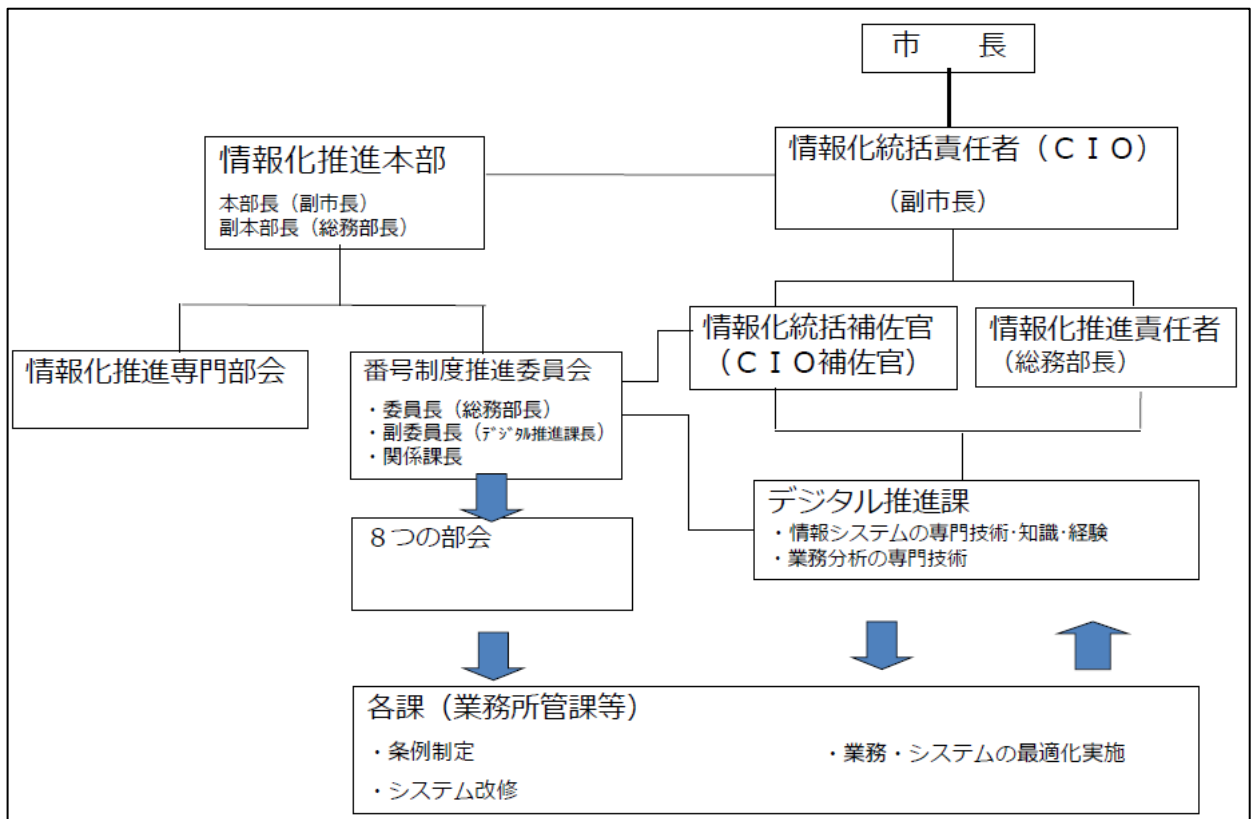 市　　長
情報化推進本部
本部長（副市長）
副本部長（総務部長）
情報化統括責任者（ＣＩＯ）
（副市長）
情報化推進専門部会
番号制度推進委員会
・委員長（総務部長）
・副委員長（ﾃﾞｼﾞﾀﾙ推進課長）
・関係課長
情報化統括補佐官
（ＣＩＯ補佐官）
情報化推進責任者
（総務部長）
８つの部会
デジタル推進課
・情報システムの専門技術･知識･経験
・業務分析の専門技術
各課（業務所管課等）
・条例制定
・業務・システムの最適化実施
・システム改修